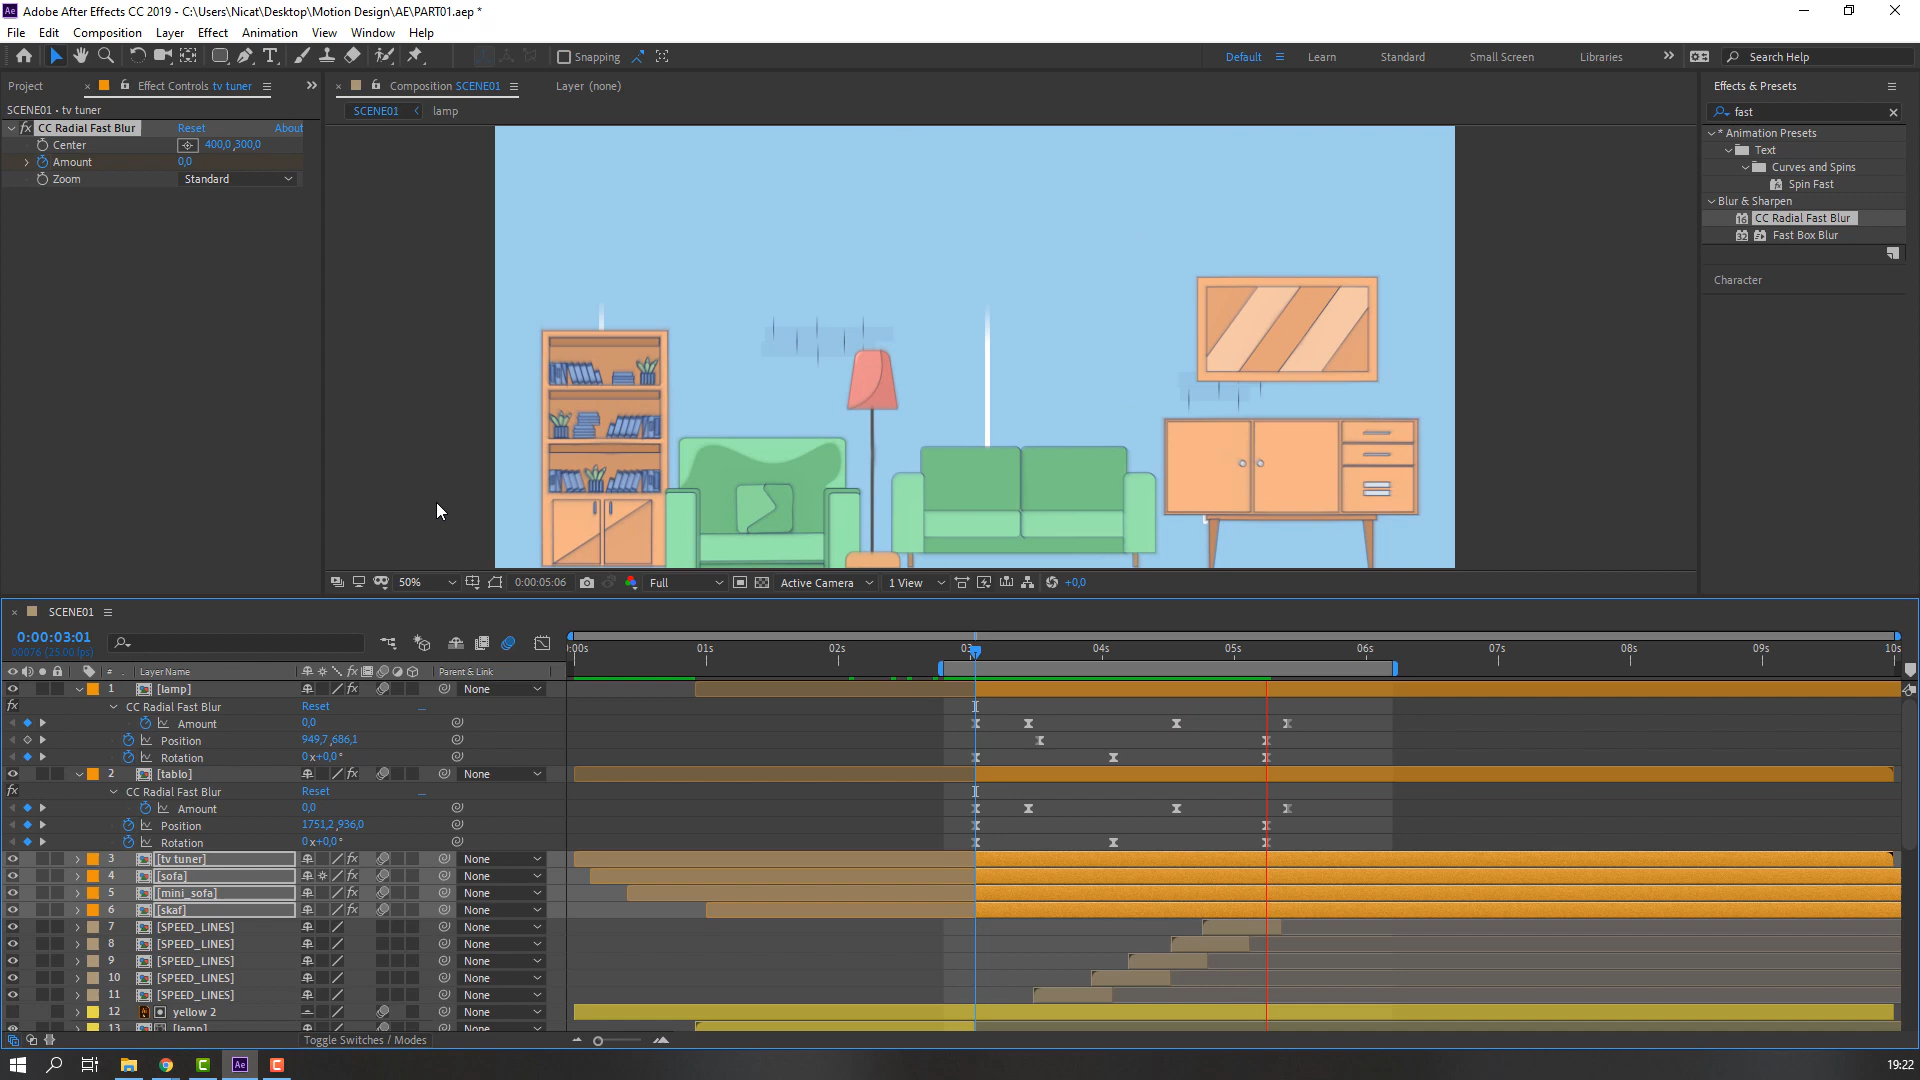 Adobe After Effects CC 2019 - C:\Users\Nicat\Desktop\Motion Design\AE\PART01.aep *
File Edit Composition Layer Effect Animation View Window Help
Snapping Default Learn Standard Small Screen Libraries Search Help
Project Effect Controls tv tuner Composition SCENE01 Layer (none) Effects & Presets
SCENE01 • tv tuner SCENE01 lamp fast
CC Radial Fast Blur Reset About
Center 400,0,300,0
Amount 0,0
Zoom Standard
* Animation Presets
Text
Curves and Spins
Spin Fast
Blur & Sharpen
CC Radial Fast Blur
Fast Box Blur
Character
50% 0:00:05:06 Full Active Camera 1 View +0,0
SCENE01
0:00:03:01
00076 (25.00 fps)
:00s 01s 02s 03 04s 05s 06s 07s 08s 09s 10s
# Layer Name Parent & Link
1 [lamp] None
CC Radial Fast Blur Reset
Amount 0,0
Position 949,7,686,1
Rotation 0x+0,0°
2 [tablo] None
CC Radial Fast Blur Reset
Amount 0,0
Position 1751,2,936,0
Rotation 0x+0,0°
3 [tv tuner] None
4 [sofa] None
5 [mini_sofa] None
6 [skaf] None
7 [SPEED_LINES] None
8 [SPEED_LINES] None
9 [SPEED_LINES] None
10 [SPEED_LINES] None
11 [SPEED_LINES] None
12 yellow 2 None
13 [lamp] None
Toggle Switches / Modes
19:22